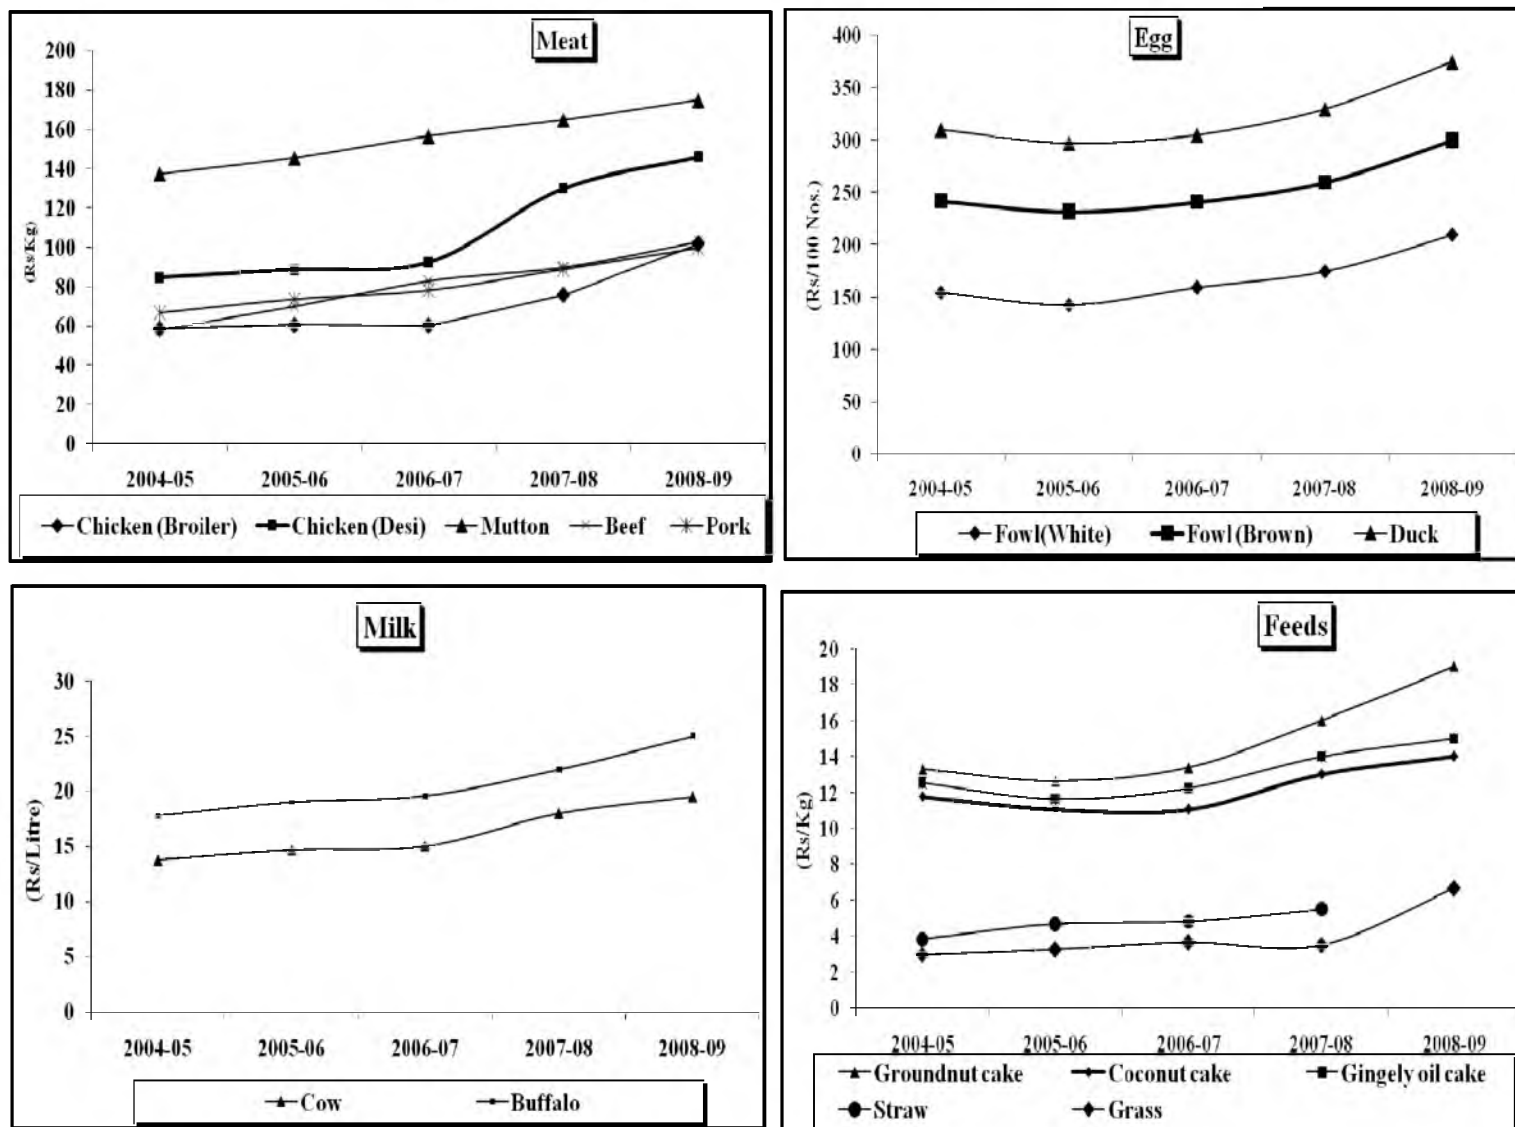 Meat
200
180
160
140
120
100
80
60
40
20
0
(Rs/Kg)
2004-05 2005-06 2006-07 2007-08 2008-09
Chicken (Broiler) Chicken (Desi) Mutton Beef Pork
Egg
400
350
300
250
200
150
100
50
0
(Rs/100 Nos.)
2004-05 2005-06 2006-07 2007-08 2008-09
Fowl(White) Fowl (Brown) Duck
Milk
30
25
20
15
10
5
0
(Rs/Litre)
2004-05 2005-06 2006-07 2007-08 2008-09
Cow Buffalo
Feeds
20
18
16
14
12
10
8
6
4
2
0
(Rs/Kg)
2004-05 2005-06 2006-07 2007-08 2008-09
Groundnut cake Coconut cake Gingely oil cake
Straw Grass